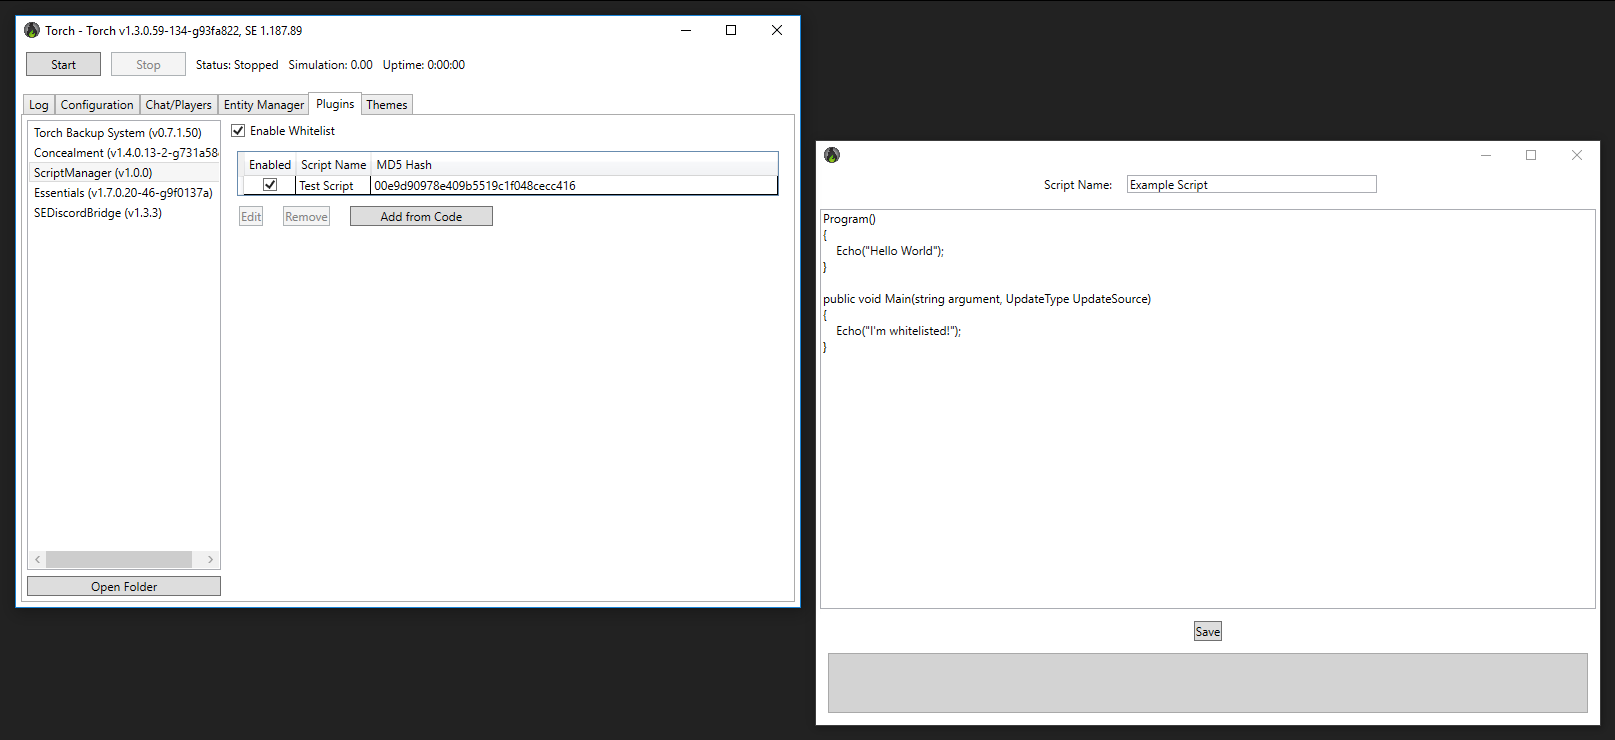 Torch - Torch v1.3.0.59-134-g93fa822, SE 1.187.89
Start Stop Status: Stopped Simulation: 0.00 Uptime: 0:00:00
Log Configuration Chat/Players Entity Manager Plugins Themes
Torch Backup System (v0.7.1.50)
Concealment (v1.4.0.13-2-g731a58
ScriptManager (v1.0.0)
Essentials (v1.7.0.20-46-g9f0137a)
SEDiscordBridge (v1.3.3)
Open Folder
Enable Whitelist
Enabled Script Name MD5 Hash
Test Script 00e9d90978e409b5519c1f048cecc416
Edit Remove Add from Code
Script Name: Example Script
Program()
{
    Echo("Hello World");
}
public void Main(string argument, UpdateType UpdateSource)
{
    Echo("I'm whitelisted!");
}
Save